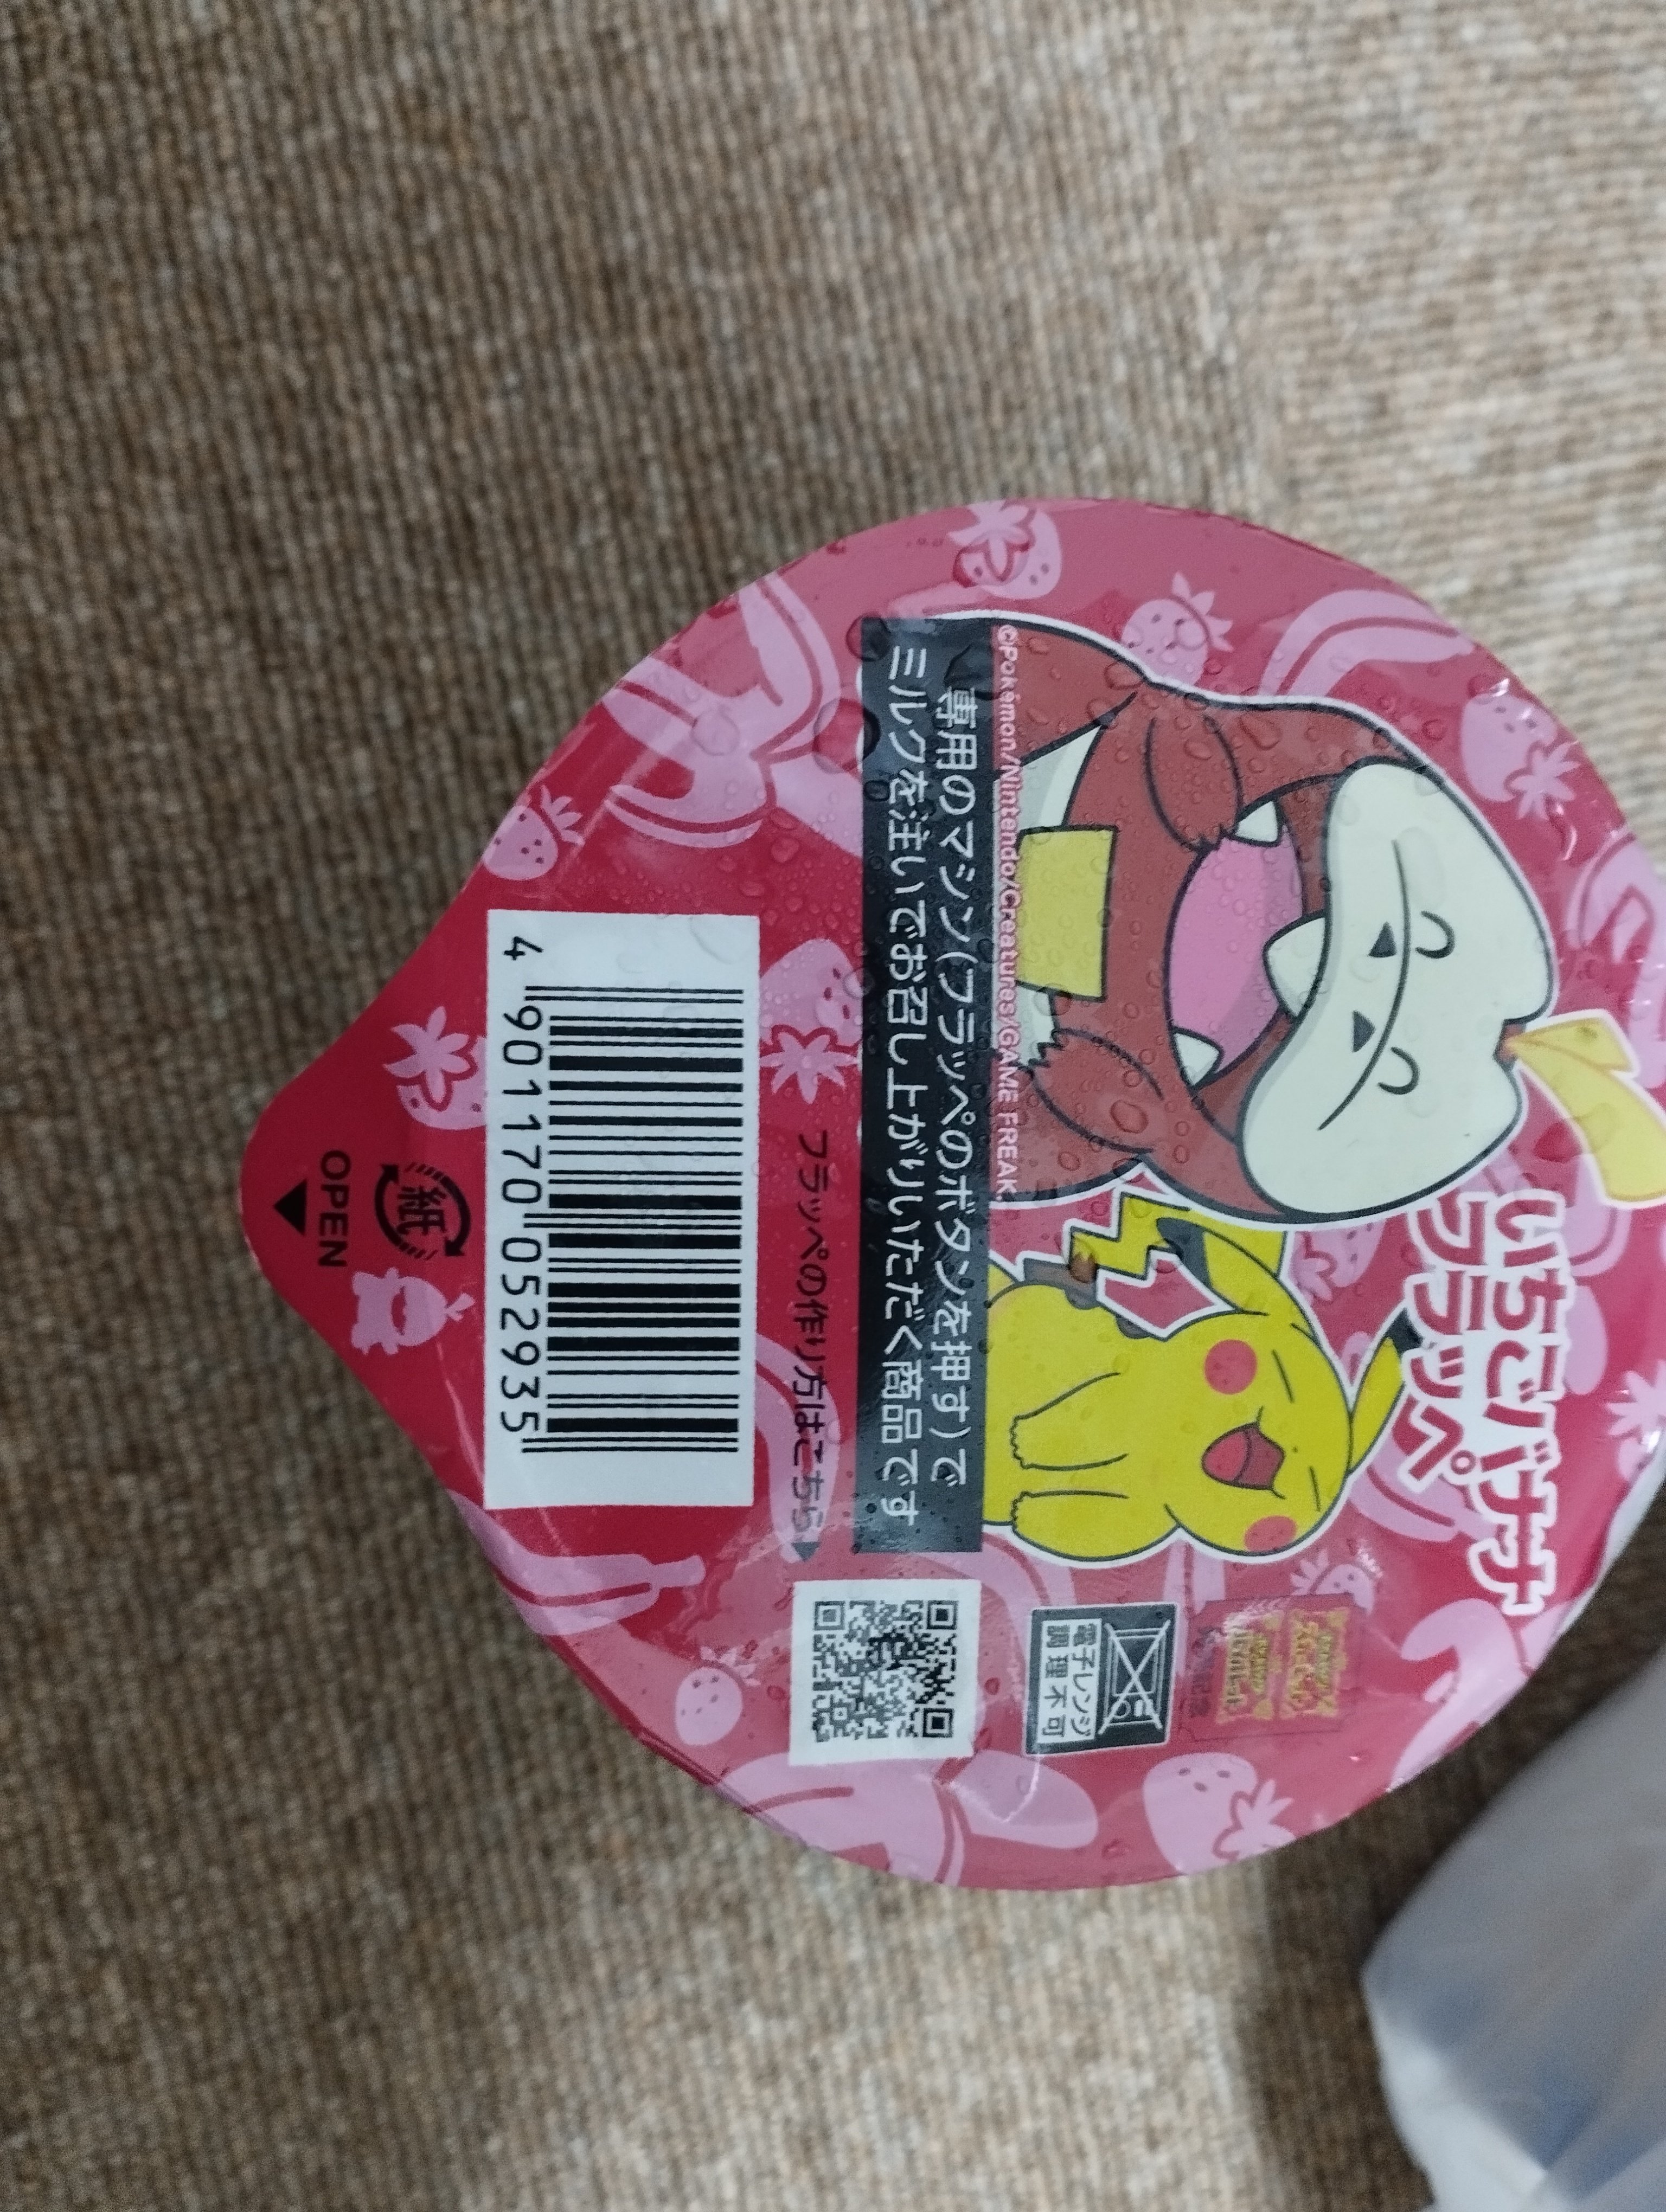 いちごバナナ
フラッペ
©Pokémon/Nintendo/Creatures/GAME FREAK
電子レンジ
調理不可
専用のマシン(フラッペのボタンを押す)で
ミルクを注いでお召し上がりいただく商品です
フラッペの作り方はこちら▶
4 901170 052935
紙
OPEN